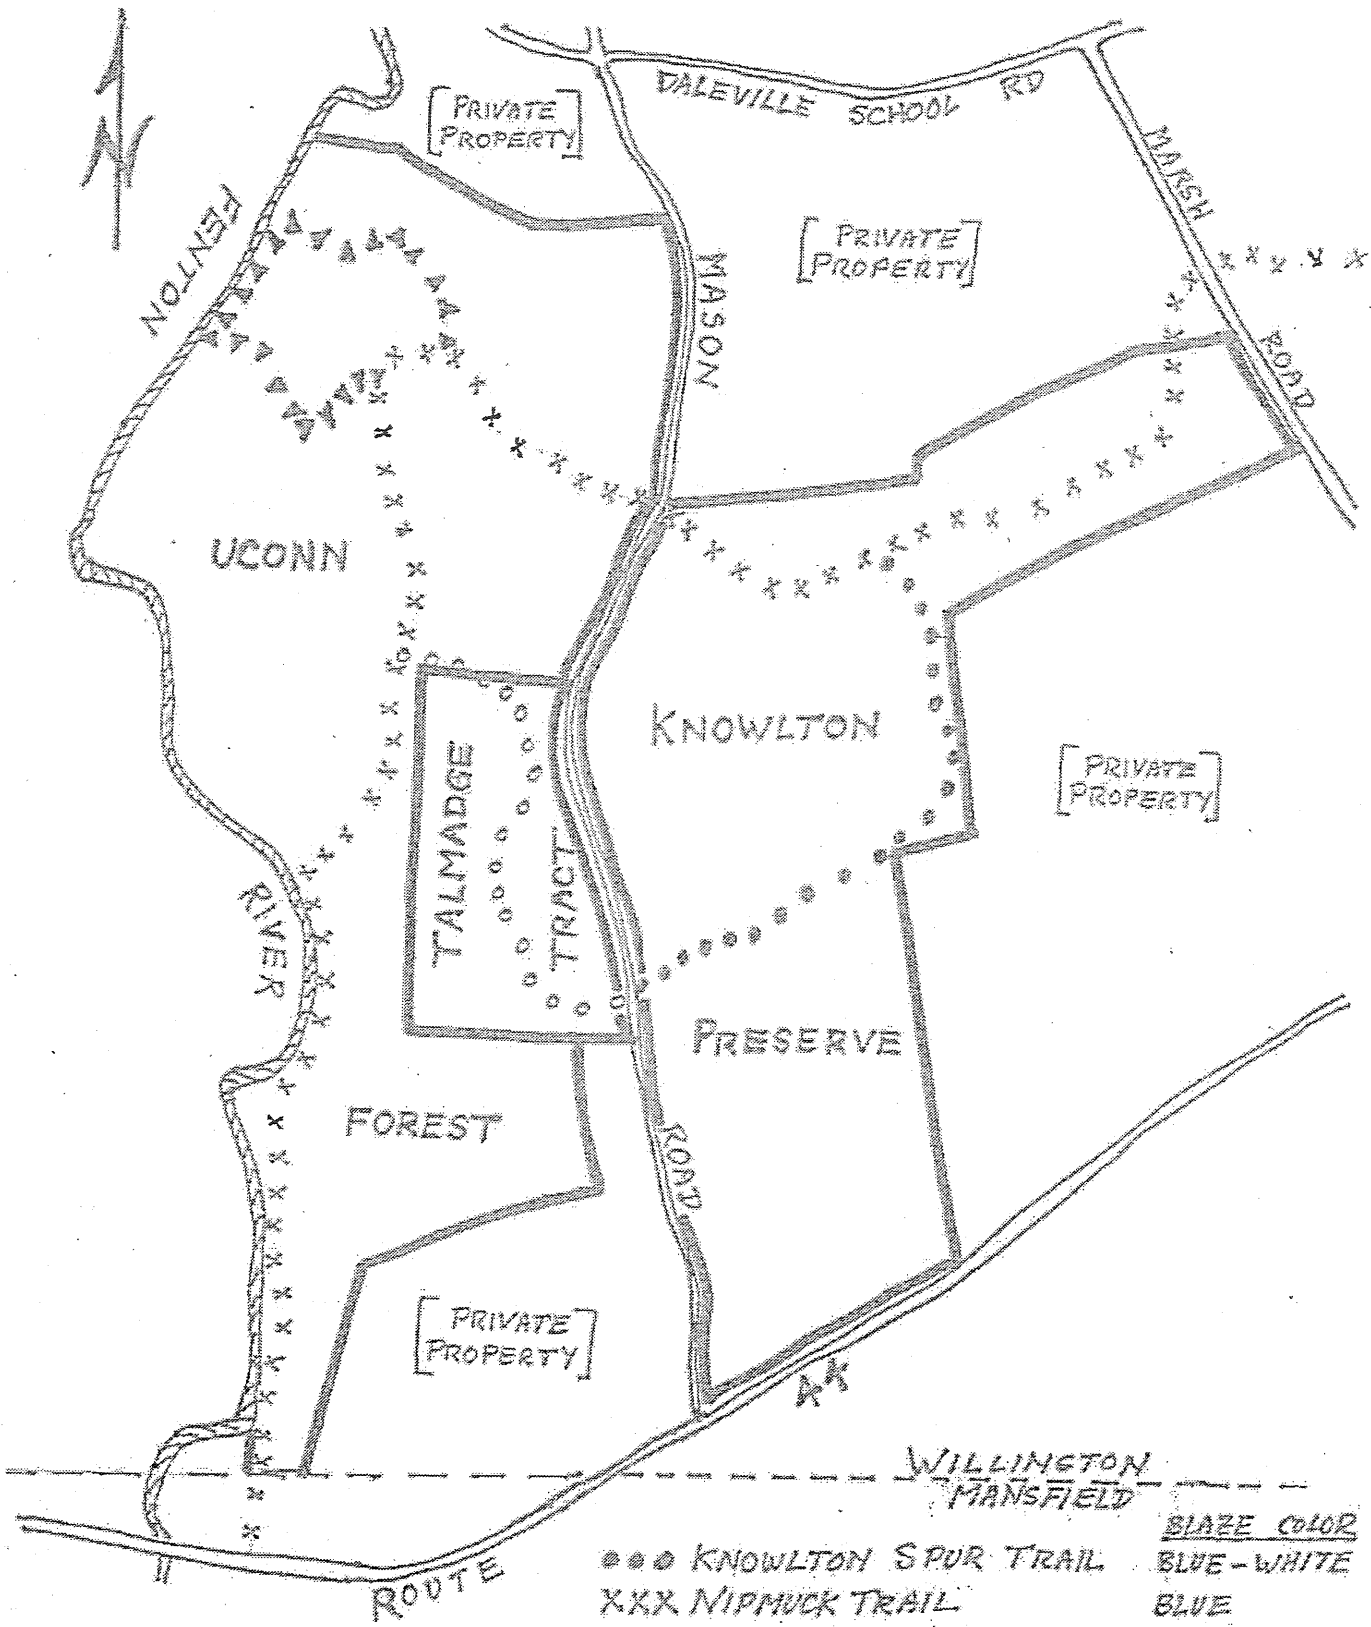 N
[PRIVATE
PROPERTY]
DALEVILLE SCHOOL RD
MARSH ROAD
FENTON RIVER
MASON ROAD
[PRIVATE
PROPERTY]
UCONN
FOREST
KNOWLTON
PRESERVE
TALMADGE
TRACT
[PRIVATE
PROPERTY]
[PRIVATE
PROPERTY]
ROUTE 44
WILLINGTON
MANSFIELD
BLAZE COLOR
●●● KNOWLTON SPUR TRAIL BLUE-WHITE
XXX NIPMUCK TRAIL BLUE